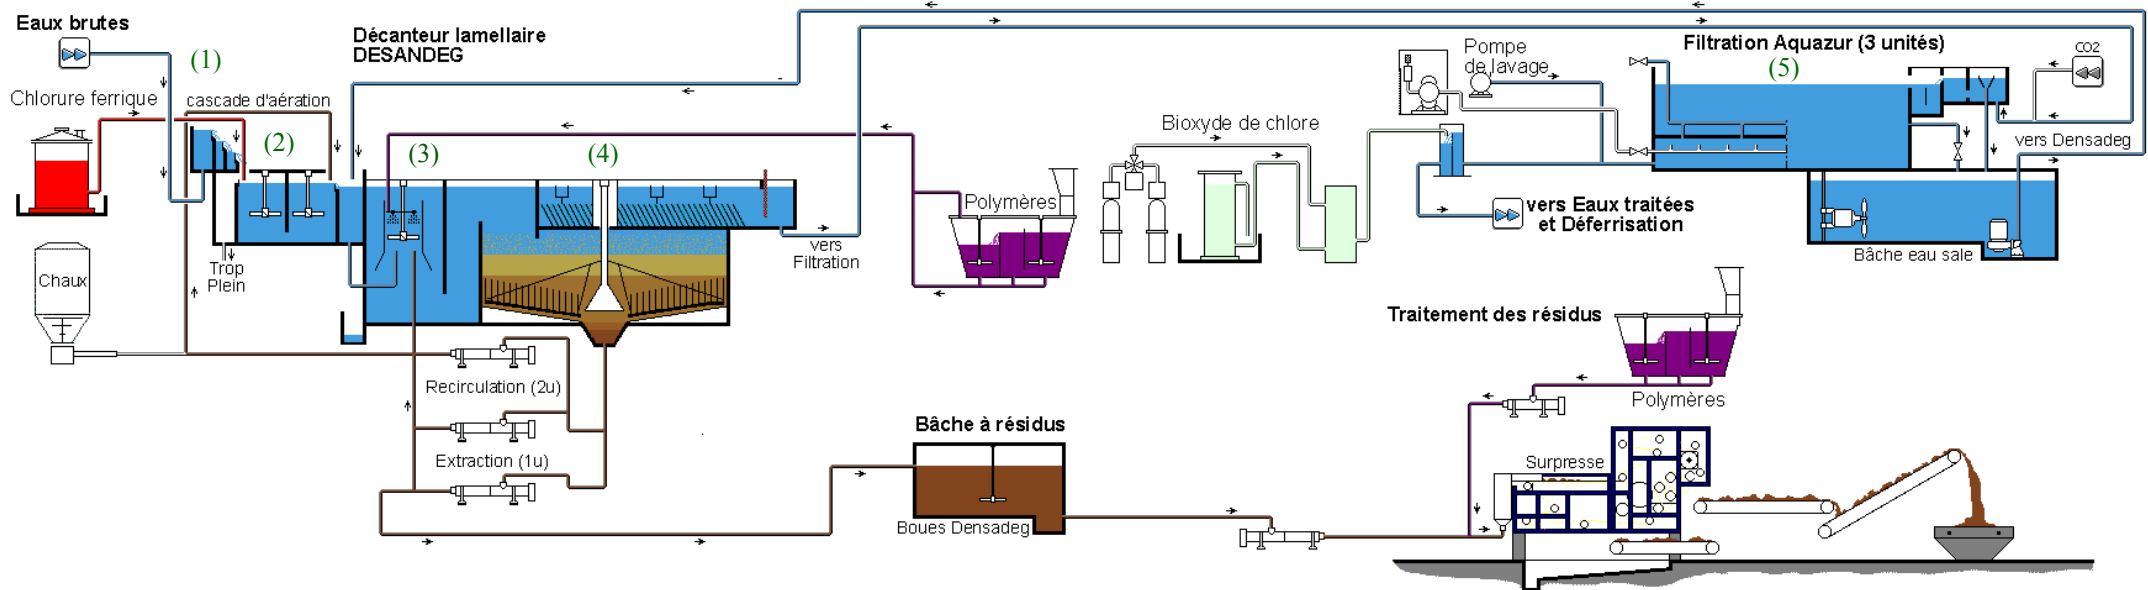 Eaux brutes
(1)
Chlorure ferrique
cascade d'aération
(2)
Décanteur lamellaire
DESANDEG
(3)
(4)
Trop
Plein
Chaux
vers
Filtration
Recirculation (2u)
Extraction (1u)
Polymères
Bioxyde de chlore
Pompe
de lavage
Filtration Aquazur (3 unités)
(5)
CO2
vers Densadeg
vers Eaux traitées
et Déferrisation
Bâche eau sale
Bâche à résidus
Boues Densadeg
Traitement des résidus
Polymères
Surpresse